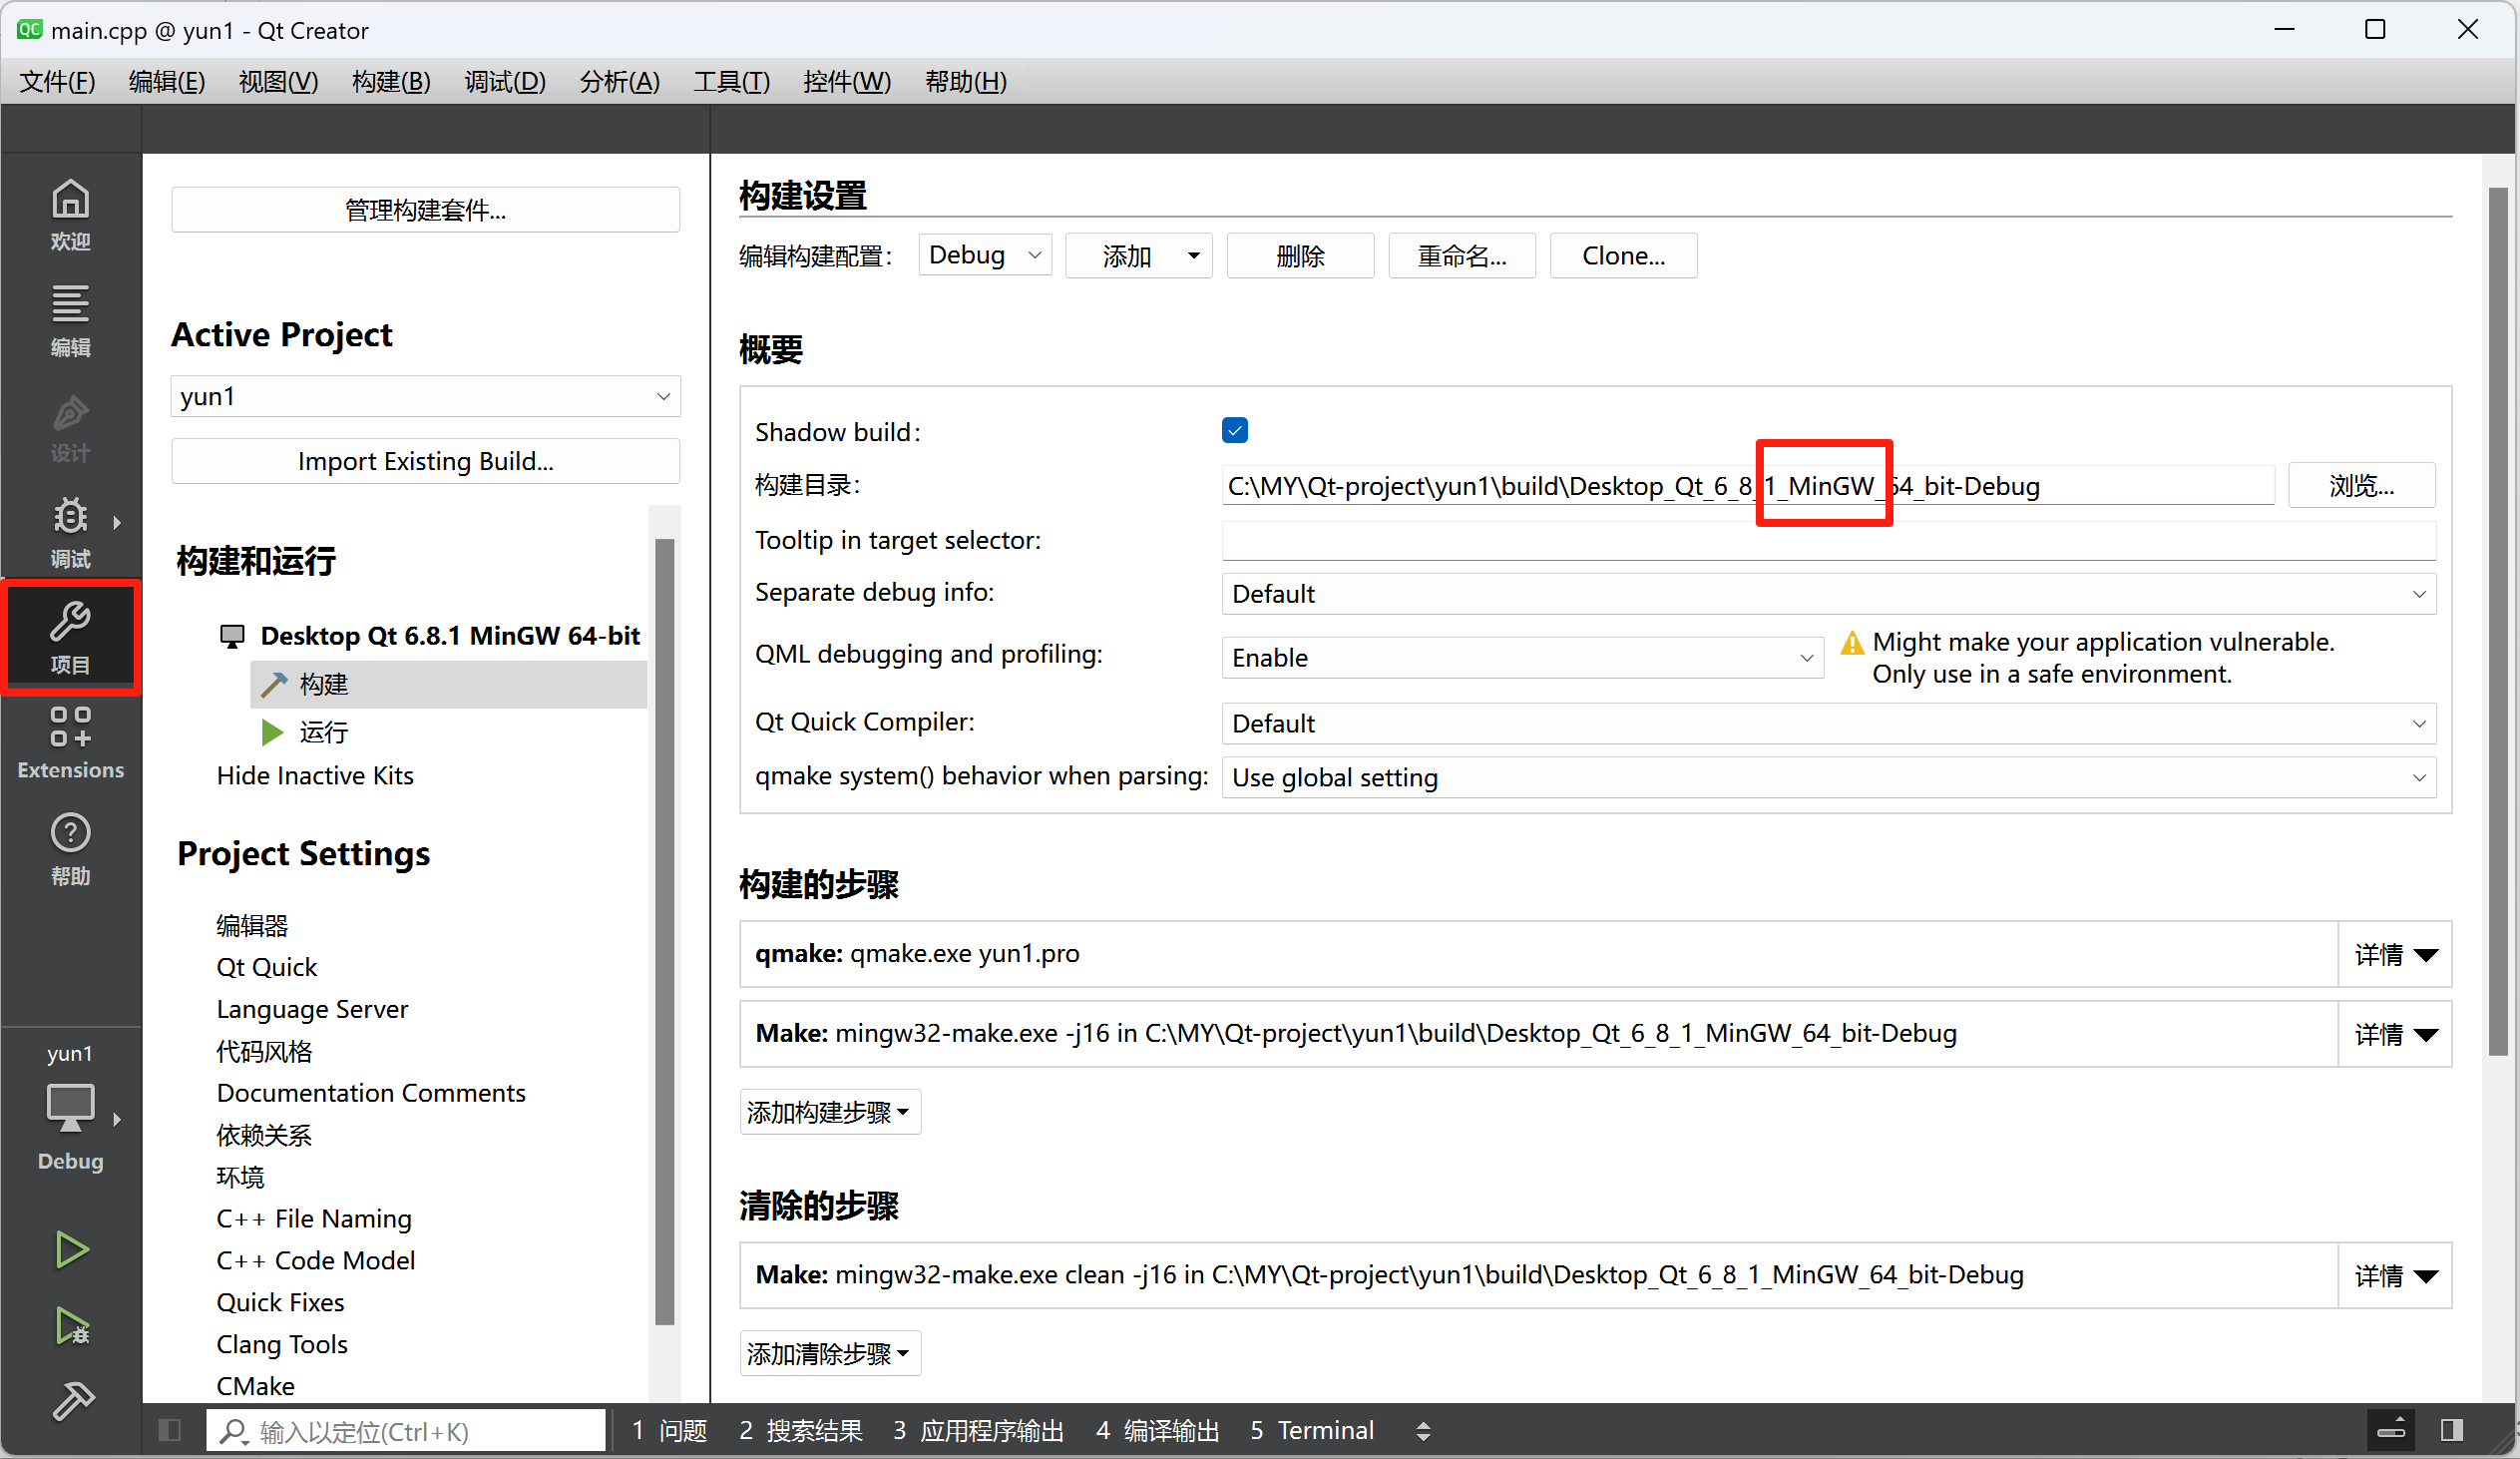 main.cpp @ yun1 - Qt Creator
文件(F) 编辑(E) 视图(V) 构建(B) 调试(D) 分析(A) 工具(T) 控件(W) 帮助(H)
欢迎
编辑
设计
调试
项目
Extensions
帮助
yun1
Debug
管理构建套件...
Active Project
yun1
Import Existing Build...
构建和运行
Desktop Qt 6.8.1 MinGW 64-bit
构建
运行
Hide Inactive Kits
Project Settings
编辑器
Qt Quick
Language Server
代码风格
Documentation Comments
依赖关系
环境
C++ File Naming
C++ Code Model
Quick Fixes
Clang Tools
CMake
构建设置
编辑构建配置: Debug 添加 删除 重命名... Clone...
概要
Shadow build:
构建目录: C:\MY\Qt-project\yun1\build\Desktop_Qt_6_8_1_MinGW_64_bit-Debug 浏览...
Tooltip in target selector:
Separate debug info: Default
QML debugging and profiling: Enable Might make your application vulnerable.
Only use in a safe environment.
Qt Quick Compiler: Default
qmake system() behavior when parsing: Use global setting
构建的步骤
qmake: qmake.exe yun1.pro 详情
Make: mingw32-make.exe -j16 in C:\MY\Qt-project\yun1\build\Desktop_Qt_6_8_1_MinGW_64_bit-Debug 详情
添加构建步骤
清除的步骤
Make: mingw32-make.exe clean -j16 in C:\MY\Qt-project\yun1\build\Desktop_Qt_6_8_1_MinGW_64_bit-Debug 详情
添加清除步骤
输入以定位(Ctrl+K) 1 问题 2 搜索结果 3 应用程序输出 4 编译输出 5 Terminal